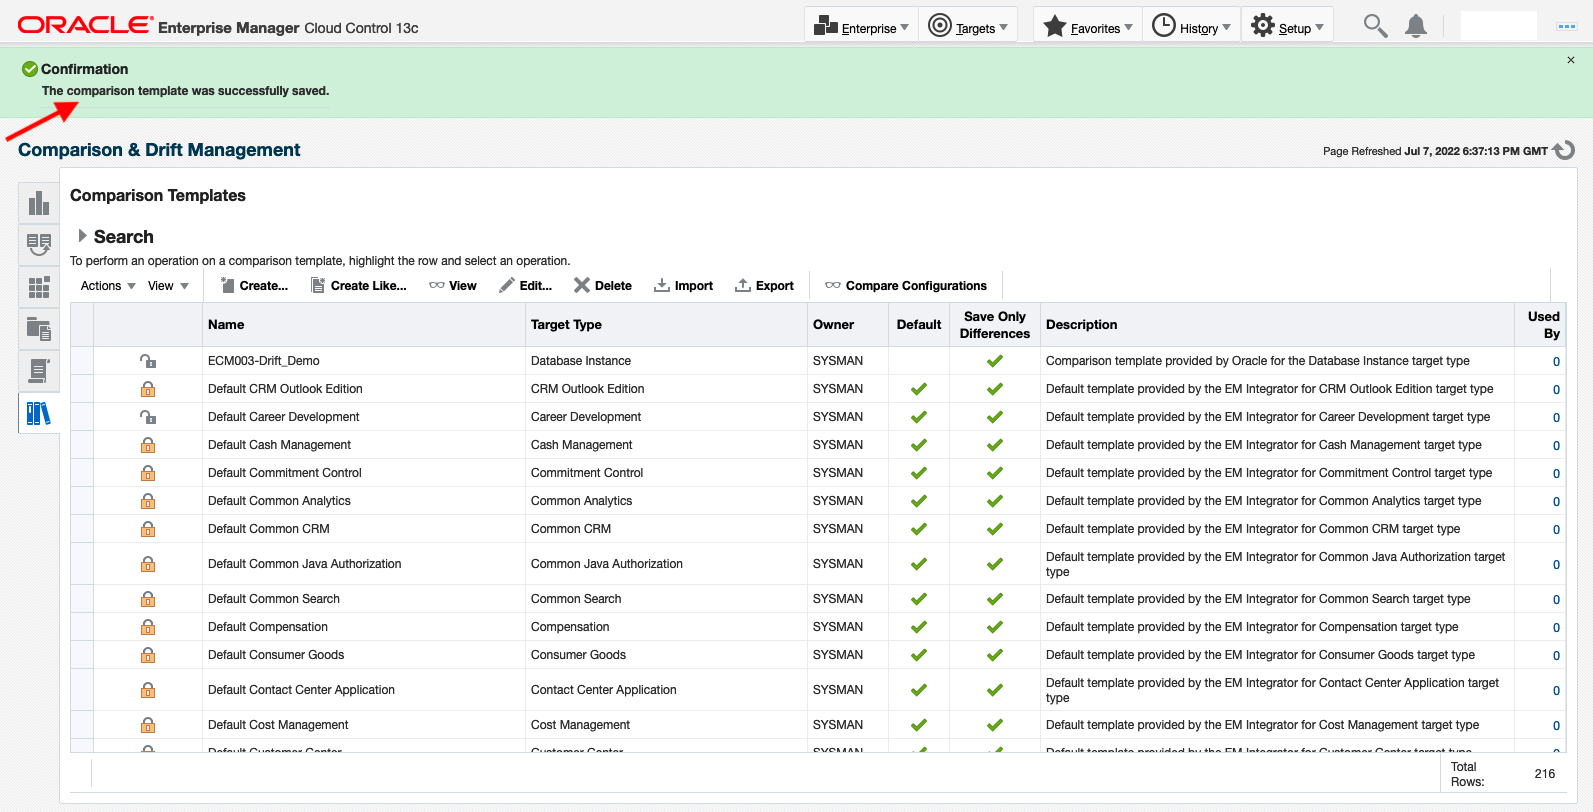 ORACLE Enterprise Manager Cloud Control 13c
Enterprise
Targets
Favorites
History
Setup
Confirmation
The comparison template was successfully saved.
Comparison & Drift Management
Page Refreshed Jul 7, 2022 6:37:13 PM GMT
Comparison Templates
Search
To perform an operation on a comparison template, highlight the row and select an operation.
Actions View Create... Create Like... View Edit... Delete Import Export Compare Configurations
Name Target Type Owner Default Save Only Differences Description Used By
ECM003-Drift_Demo Database Instance SYSMAN Comparison template provided by Oracle for the Database Instance target type 0
Default CRM Outlook Edition CRM Outlook Edition SYSMAN Default template provided by the EM Integrator for CRM Outlook Edition target type 0
Default Career Development Career Development SYSMAN Default template provided by the EM Integrator for Career Development target type 0
Default Cash Management Cash Management SYSMAN Default template provided by the EM Integrator for Cash Management target type 0
Default Commitment Control Commitment Control SYSMAN Default template provided by the EM Integrator for Commitment Control target type 0
Default Common Analytics Common Analytics SYSMAN Default template provided by the EM Integrator for Common Analytics target type 0
Default Common CRM Common CRM SYSMAN Default template provided by the EM Integrator for Common CRM target type 0
Default Common Java Authorization Common Java Authorization SYSMAN Default template provided by the EM Integrator for Common Java Authorization target type 0
Default Common Search Common Search SYSMAN Default template provided by the EM Integrator for Common Search target type 0
Default Compensation Compensation SYSMAN Default template provided by the EM Integrator for Compensation target type 0
Default Consumer Goods Consumer Goods SYSMAN Default template provided by the EM Integrator for Consumer Goods target type 0
Default Contact Center Application Contact Center Application SYSMAN Default template provided by the EM Integrator for Contact Center Application target type 0
Default Cost Management Cost Management SYSMAN Default template provided by the EM Integrator for Cost Management target type 0
Default Customer Center Customer Center SYSMAN Default template provided by the EM Integrator for Customer Center target type 0
Total Rows: 216